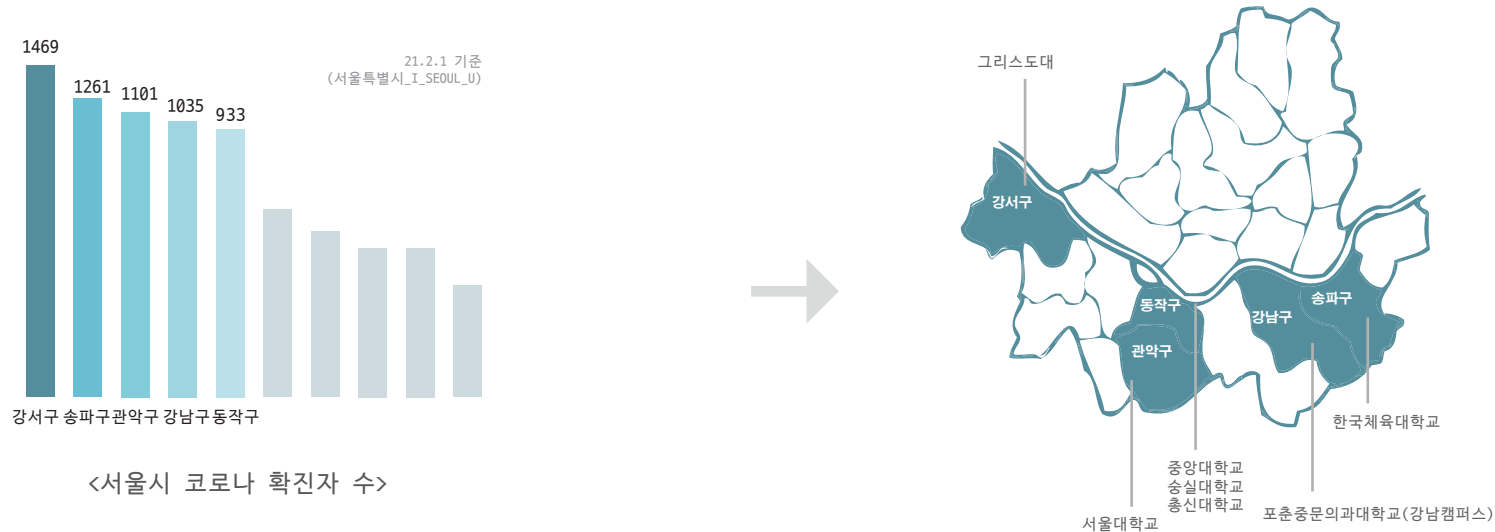 1469
1261
1101
1035
933
21.2.1 기준
(서울특별시_I_SEOUL_U)
강서구 송파구관악구 강남구동작구
<서울시 코로나 확진자 수>
그리스도대
강서구
동작구
관악구
강남구
송파구
한국체육대학교
중앙대학교
숭실대학교
총신대학교
서울대학교
포춘중문의과대학교(강남캠퍼스)